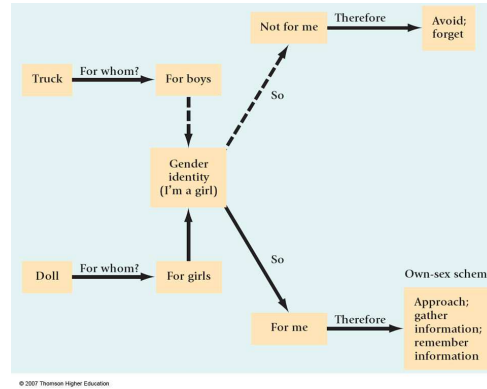 Not for me
Therefore
Avoid;
forget
Truck
For whom?
For boys
So
Gender
identity
(I'm a girl)
Doll
For whom?
For girls
So
Own-sex schem
For me
Therefore
Approach;
gather
information;
remember
information
© 2007 Thomson Higher Education